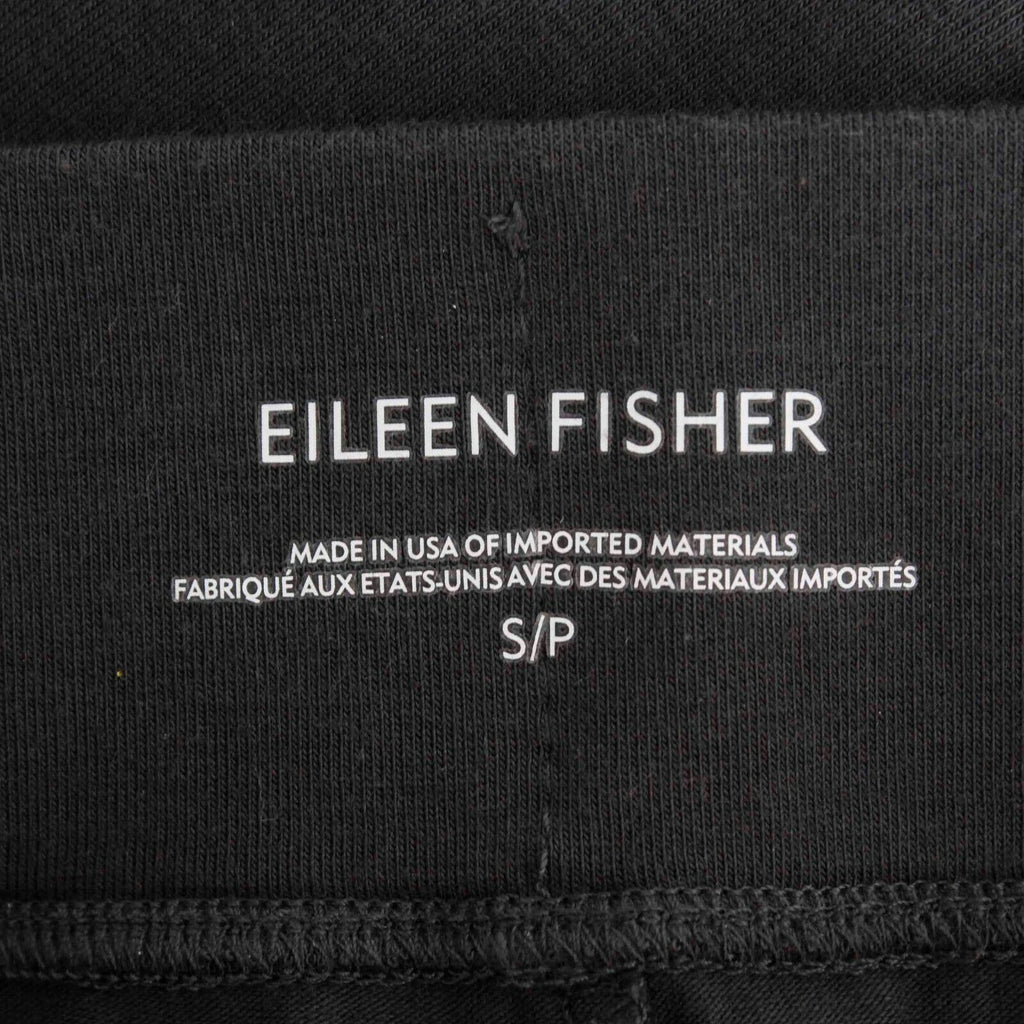 EILEEN FISHER
MADE IN USA OF IMPORTED MATERIALS
FABRIQUÉ AUX ETATS-UNIS AVEC DES MATERIAUX IMPORTÉS
S/P